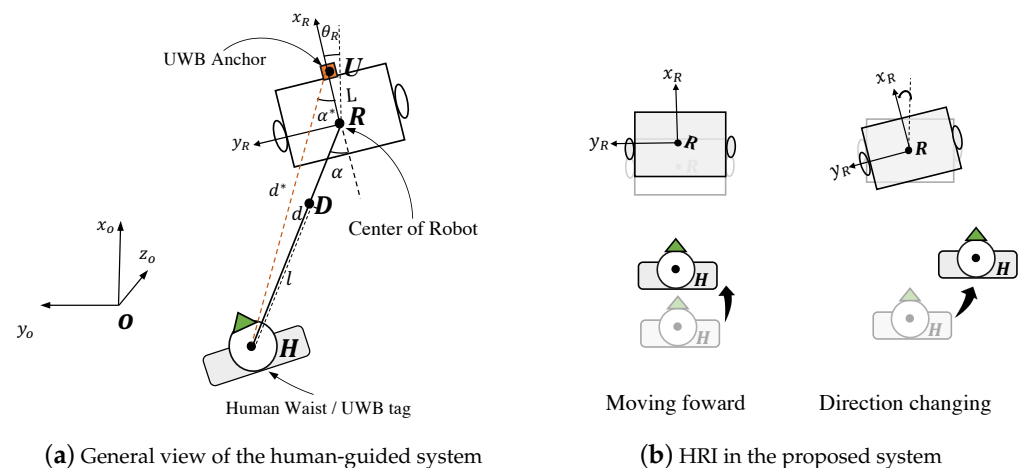 x_R
θ_R
UWB Anchor
U
L
α*
R
y_R
α
d*
D
d
Center of Robot
x_o
z_o
l
y_o
O
H
Human Waist / UWB tag
(a) General view of the human-guided system
x_R
y_R
R
R
H
H
Moving foward
x_R
y_R
R
H
H
Direction changing
(b) HRI in the proposed system